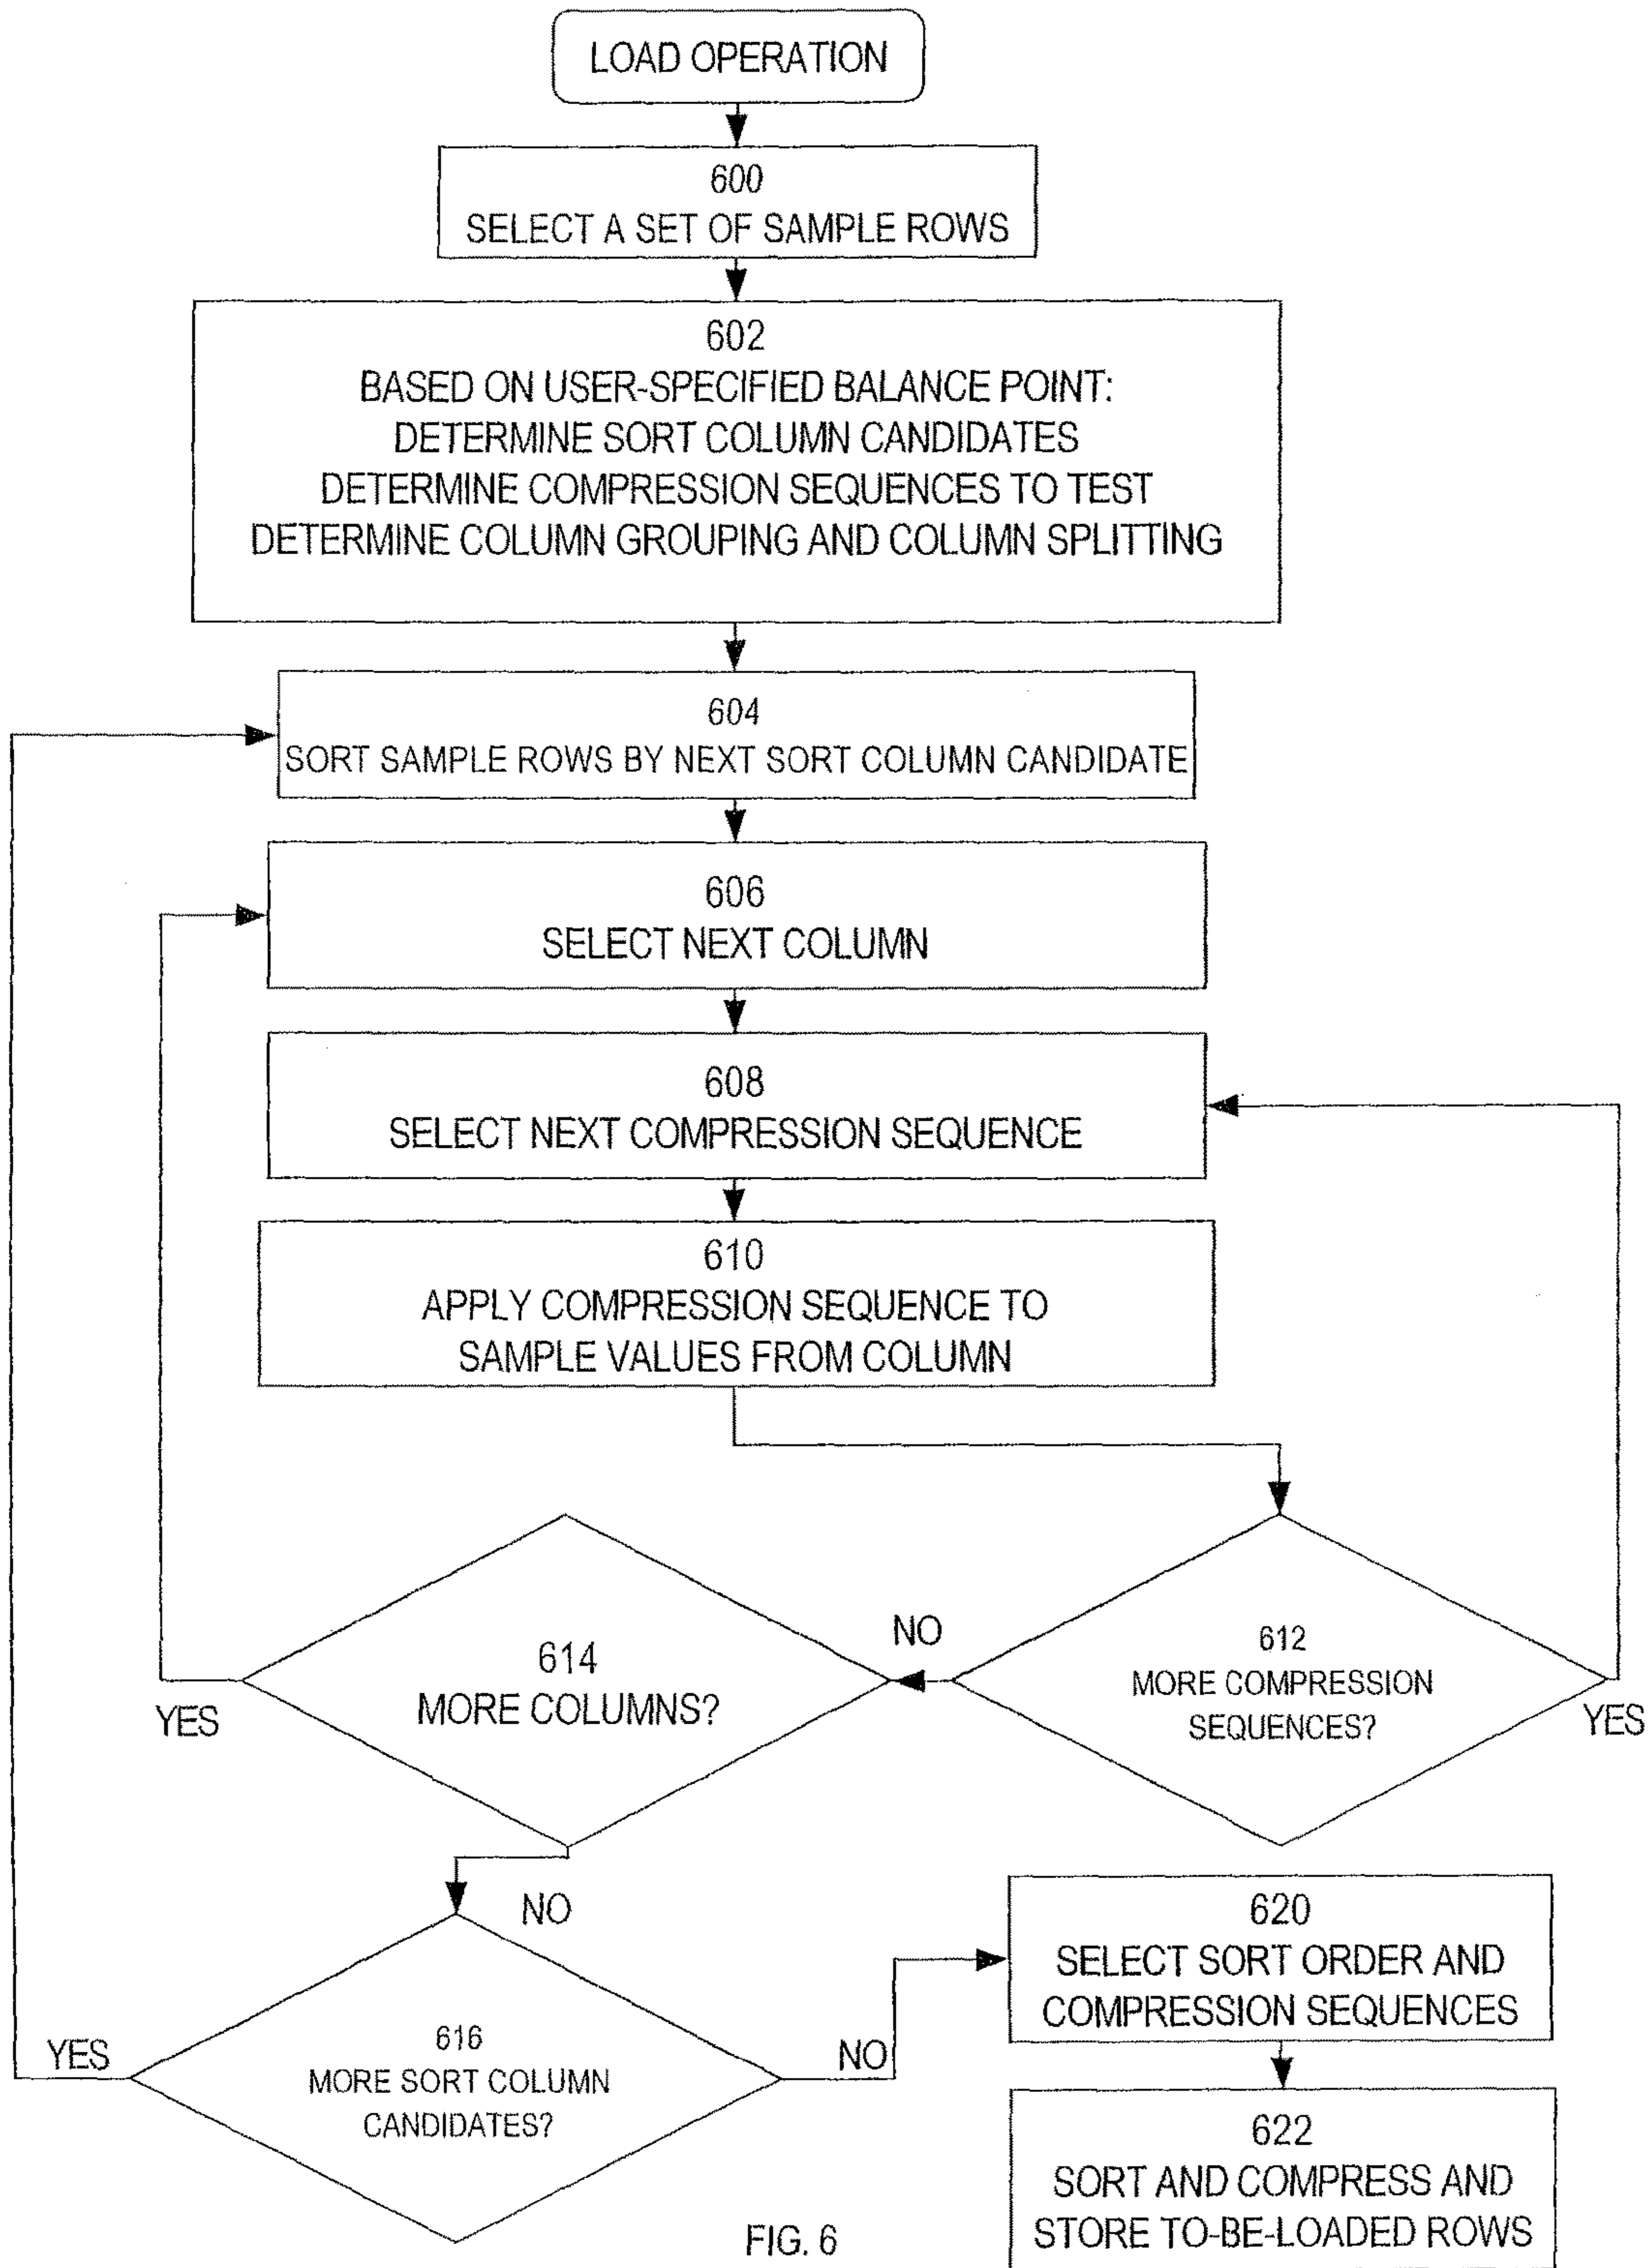 LOAD OPERATION
600
SELECT A SET OF SAMPLE ROWS
602
BASED ON USER-SPECIFIED BALANCE POINT:
DETERMINE SORT COLUMN CANDIDATES
DETERMINE COMPRESSION SEQUENCES TO TEST
DETERMINE COLUMN GROUPING AND COLUMN SPLITTING
604
SORT SAMPLE ROWS BY NEXT SORT COLUMN CANDIDATE
606
SELECT NEXT COLUMN
608
SELECT NEXT COMPRESSION SEQUENCE
610
APPLY COMPRESSION SEQUENCE TO
SAMPLE VALUES FROM COLUMN
612
MORE COMPRESSION
SEQUENCES?
YES
NO
614
MORE COLUMNS?
YES
NO
616
MORE SORT COLUMN
CANDIDATES?
YES
NO
620
SELECT SORT ORDER AND
COMPRESSION SEQUENCES
622
SORT AND COMPRESS AND
STORE TO-BE-LOADED ROWS
FIG. 6